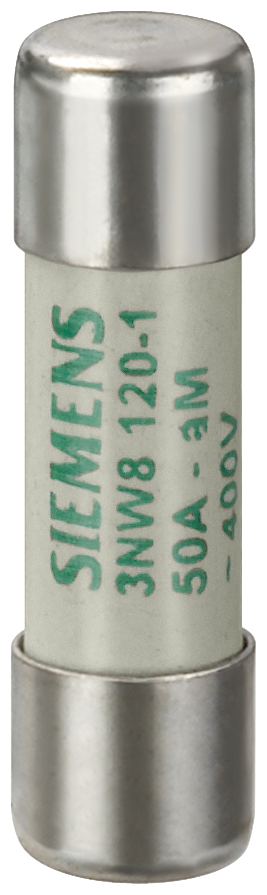 SIEMENS
3NW8 120-1
50A - aM
~ 400V